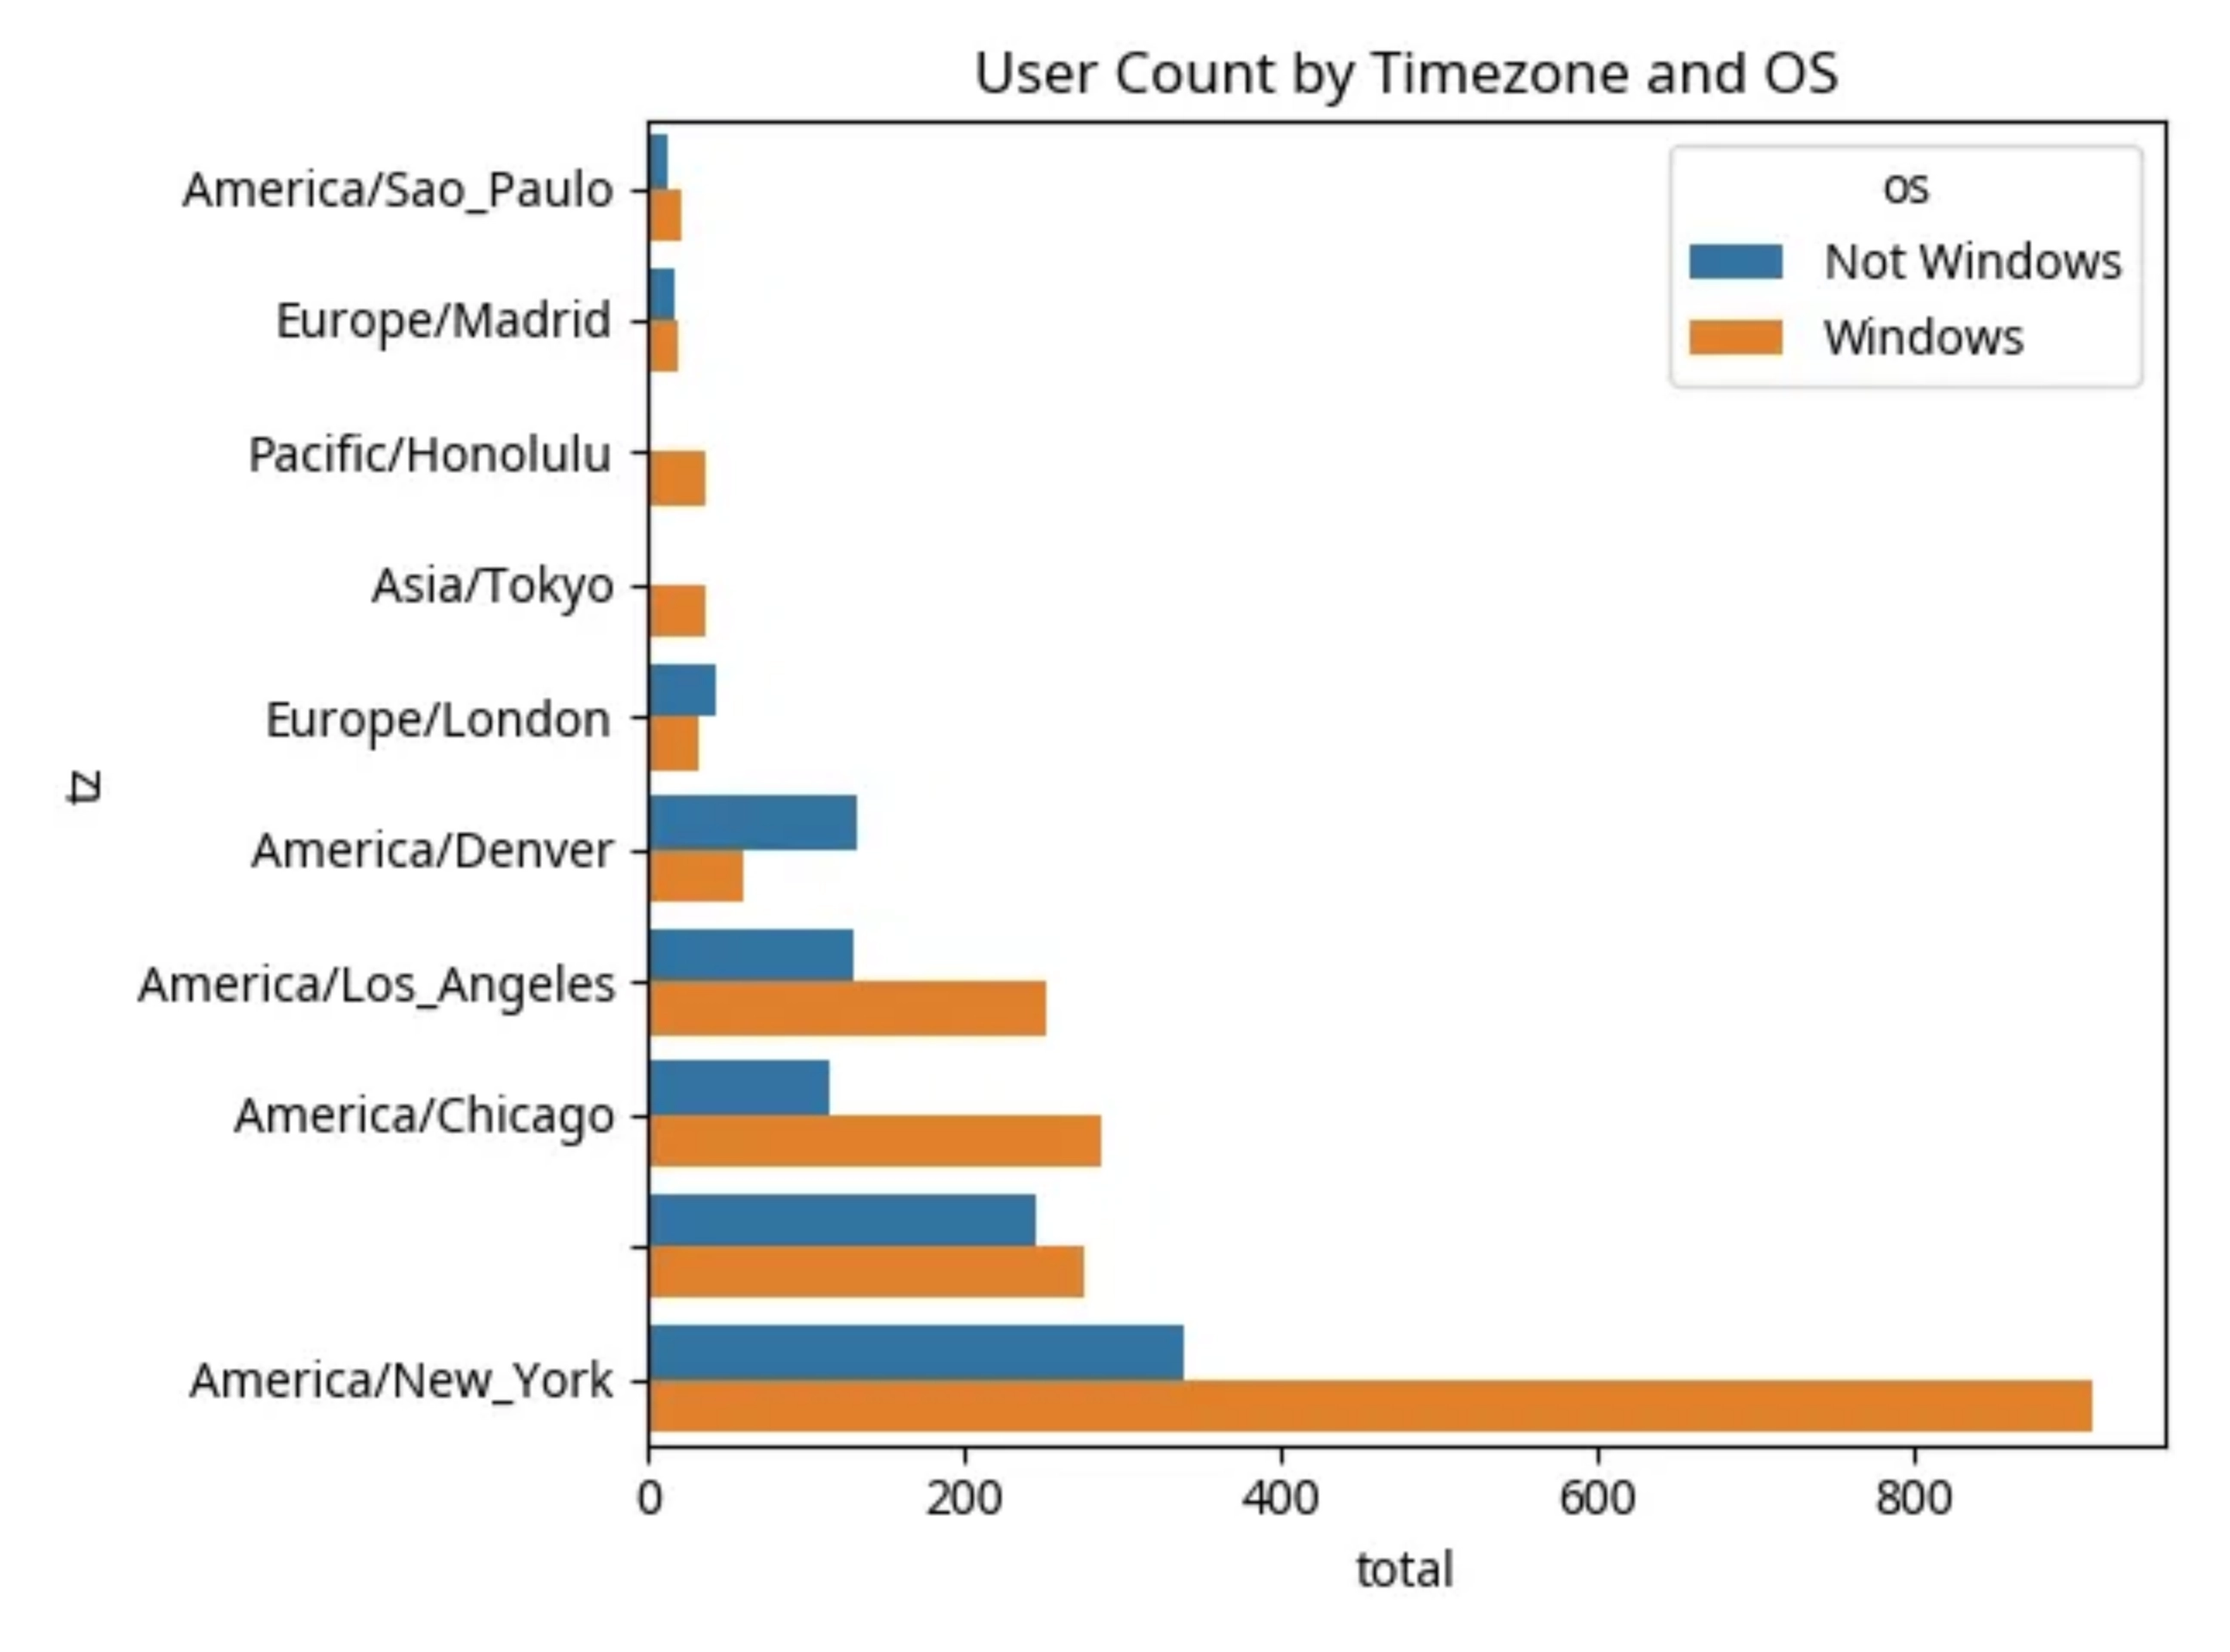 User Count by Timezone and OS
os
Not Windows
Windows
America/Sao_Paulo
Europe/Madrid
Pacific/Honolulu
Asia/Tokyo
Europe/London
America/Denver
America/Los_Angeles
America/Chicago
America/New_York
tz
0 200 400 600 800
total